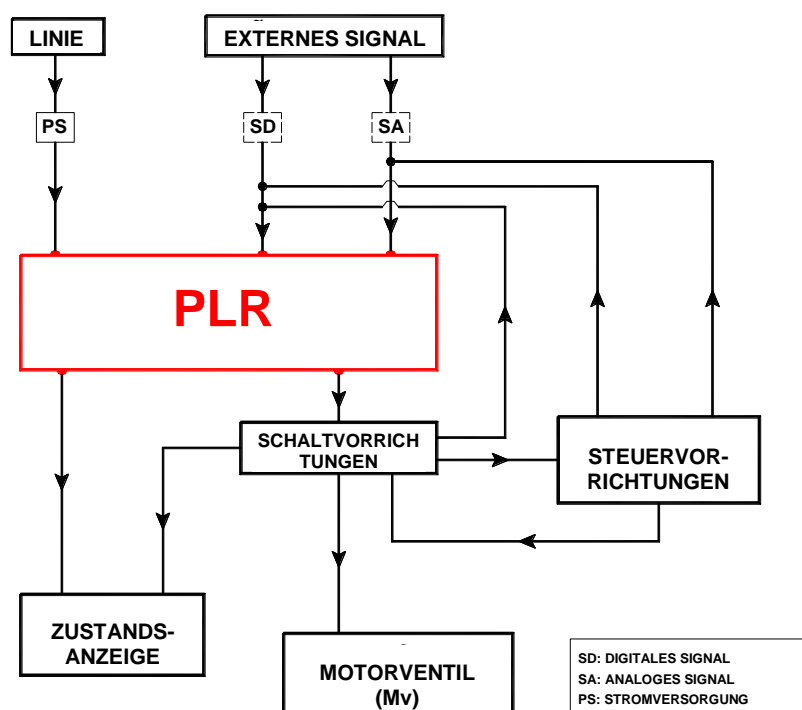 LINIE
EXTERNES SIGNAL
PS
SD
SA
PLR
SCHALTVORRICH
TUNGEN
STEUERVOR-
RICHTUNGEN
ZUSTANDS-
ANZEIGE
MOTORVENTIL
(Mv)
SD: DIGITALES SIGNAL
SA: ANALOGES SIGNAL
PS: STROMVERSORGUNG